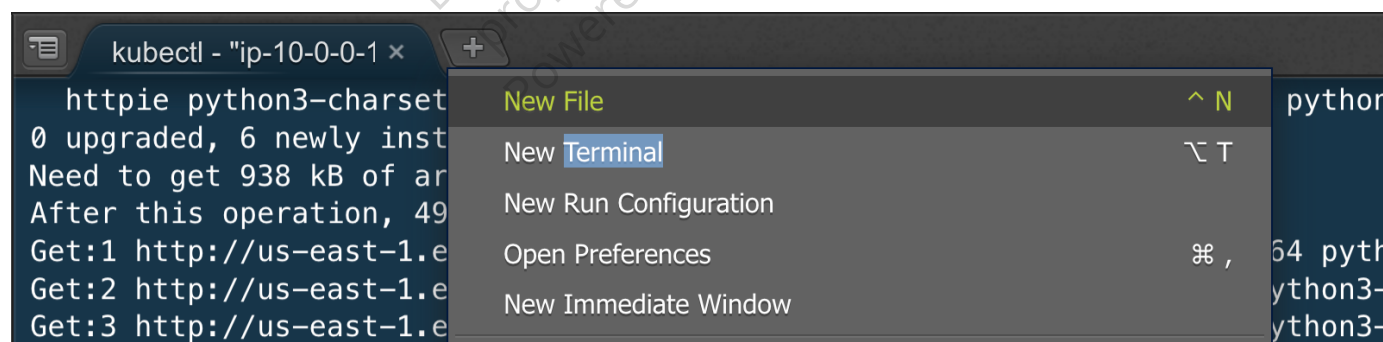 kubectl - "ip-10-0-0-1 ×
+
httpie python3-charset
0 upgraded, 6 newly inst
Need to get 938 kB of ar
After this operation, 49
Get:1 http://us-east-1.e
Get:2 http://us-east-1.e
Get:3 http://us-east-1.e
New File ^ N
New Terminal ⌥ T
New Run Configuration
Open Preferences ⌘ ,
New Immediate Window
python
64 pyth
ython3-
ython3-